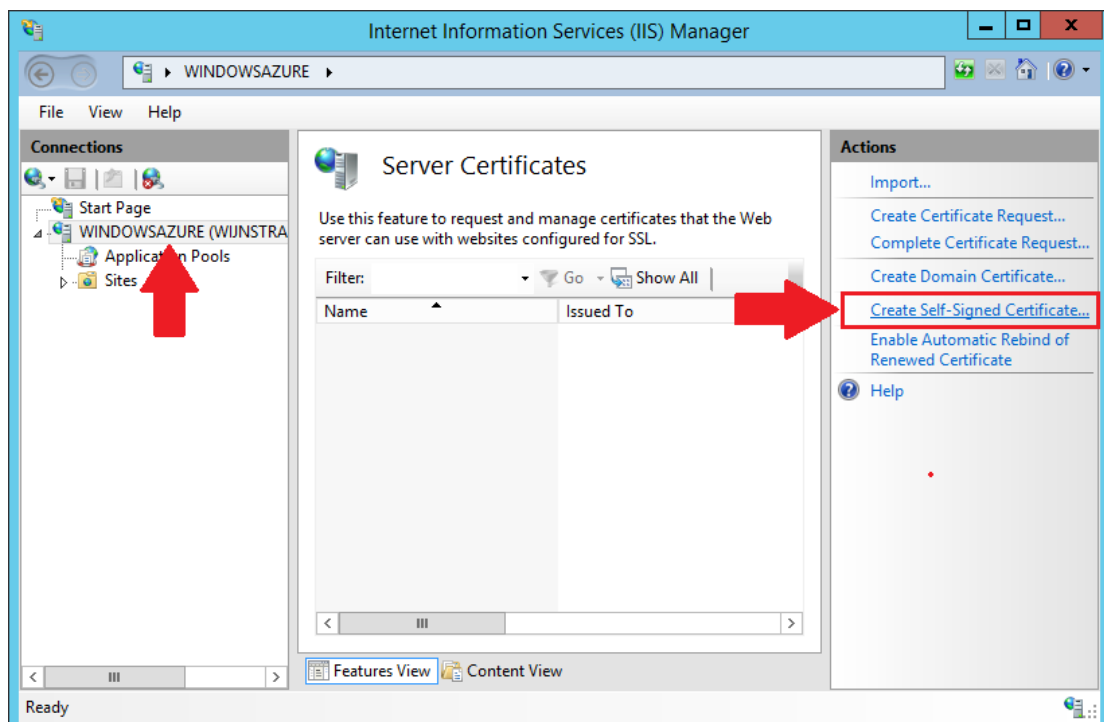 Internet Information Services (IIS) Manager
WINDOWSAZURE
File View Help
Connections
Start Page
WINDOWSAZURE (WIJNSTRA
Application Pools
Sites
Server Certificates
Use this feature to request and manage certificates that the Web
server can use with websites configured for SSL.
Filter: Go Show All
Name Issued To
Features View Content View
Actions
Import...
Create Certificate Request...
Complete Certificate Request...
Create Domain Certificate...
Create Self-Signed Certificate...
Enable Automatic Rebind of
Renewed Certificate
Help
Ready